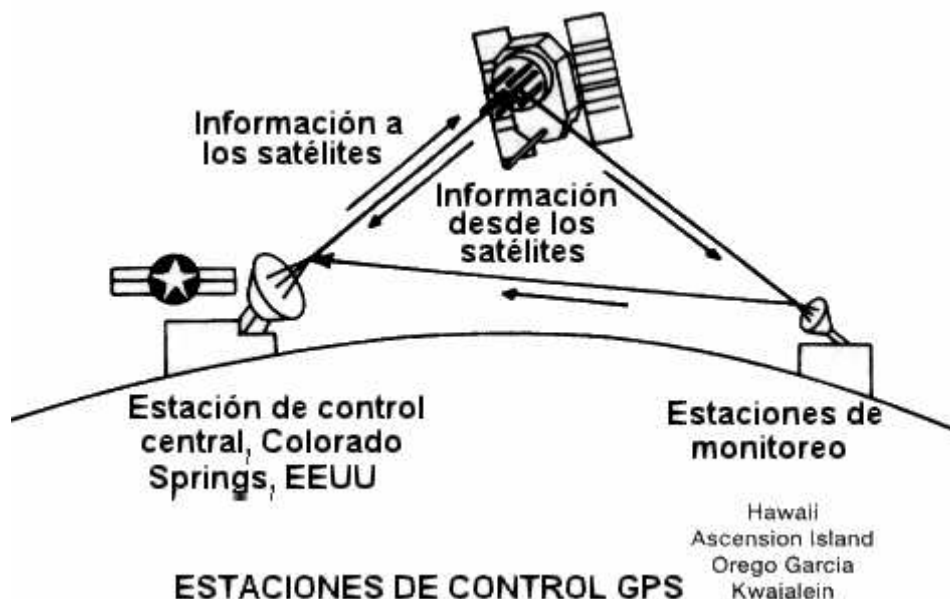 Información a
los satélites
Información
desde los
satélites
Estación de control
central, Colorado
Springs, EEUU
Estaciones de
monitoreo
Hawaii
Ascension Island
Orego Garcia
Kwajalein
ESTACIONES DE CONTROL GPS